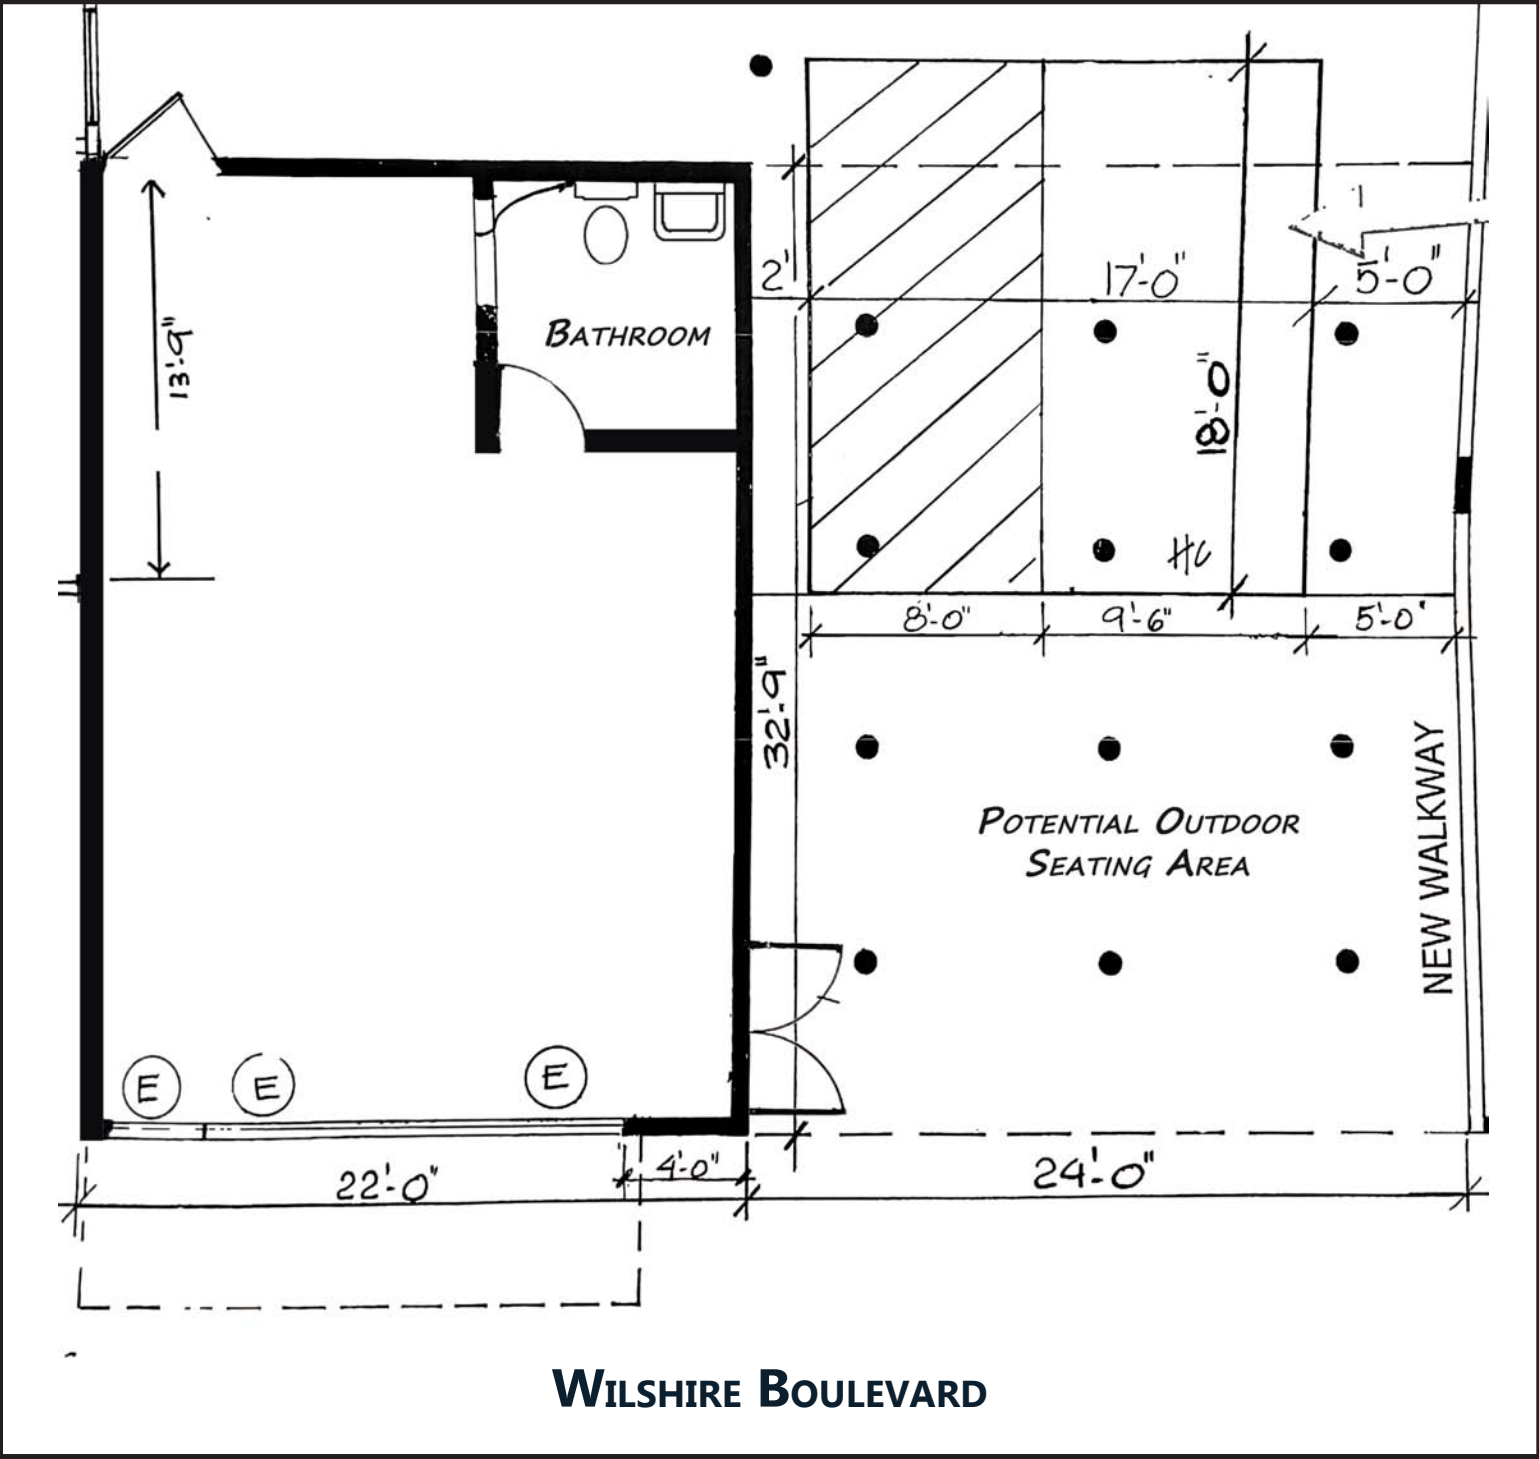 2'
17'-0"
5'-0"
13'-9"
BATHROOM
18'-0"
HC
8'-0"
9'-6"
5'-0"
32'-9"
POTENTIAL OUTDOOR
SEATING AREA
NEW WALKWAY
E
E
E
22'-0"
4'-0"
24'-0"
WILSHIRE BOULEVARD